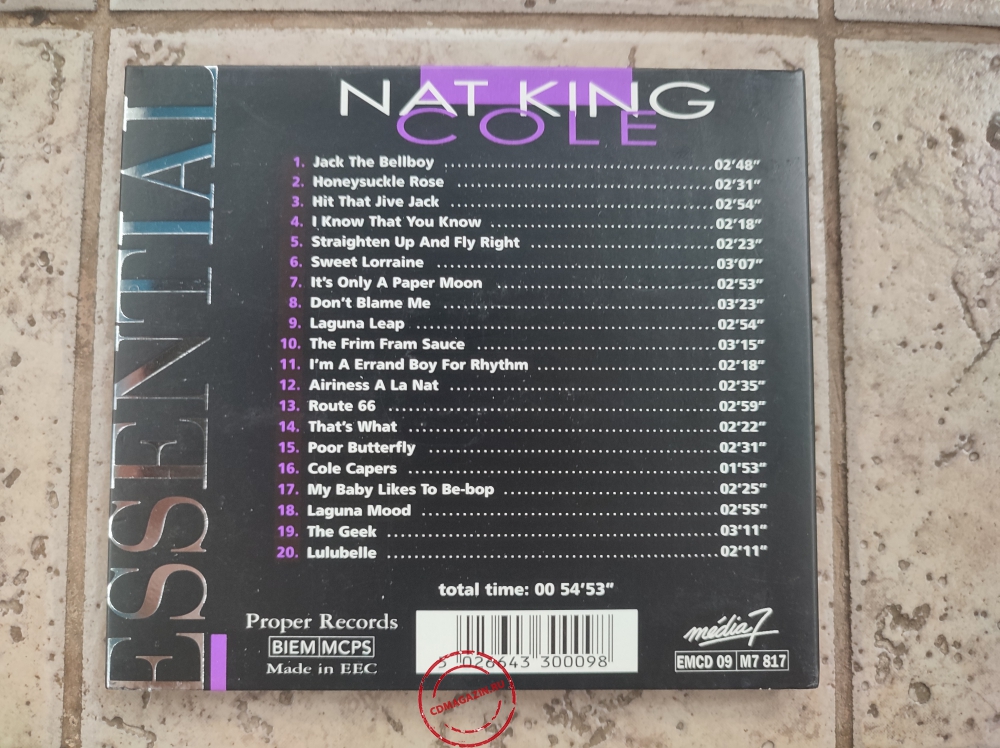 ESSENTIAL
NAT KING
COLE
1. Jack The Bellboy 02'48"
2. Honeysuckle Rose 02'31"
3. Hit That Jive Jack 02'54"
4. I Know That You Know 02'18"
5. Straighten Up And Fly Right 02'23"
6. Sweet Lorraine 03'07"
7. It's Only A Paper Moon 02'53"
8. Don't Blame Me 03'23"
9. Laguna Leap 02'54"
10. The Frim Fram Sauce 03'15"
11. I'm A Errand Boy For Rhythm 02'18"
12. Airiness A La Nat 02'35"
13. Route 66 02'59"
14. That's What 02'22"
15. Poor Butterfly 02'31"
16. Cole Capers 01'53"
17. My Baby Likes To Be-bop 02'25"
18. Laguna Mood 02'55"
19. The Geek 03'11"
20. Lulubelle 02'11"
total time: 00 54'53"
Proper Records
BIEM MCPS
Made in EEC
5 026643 300098
média 7
EMCD 09 M7 817
CDMAGAZIN.RU